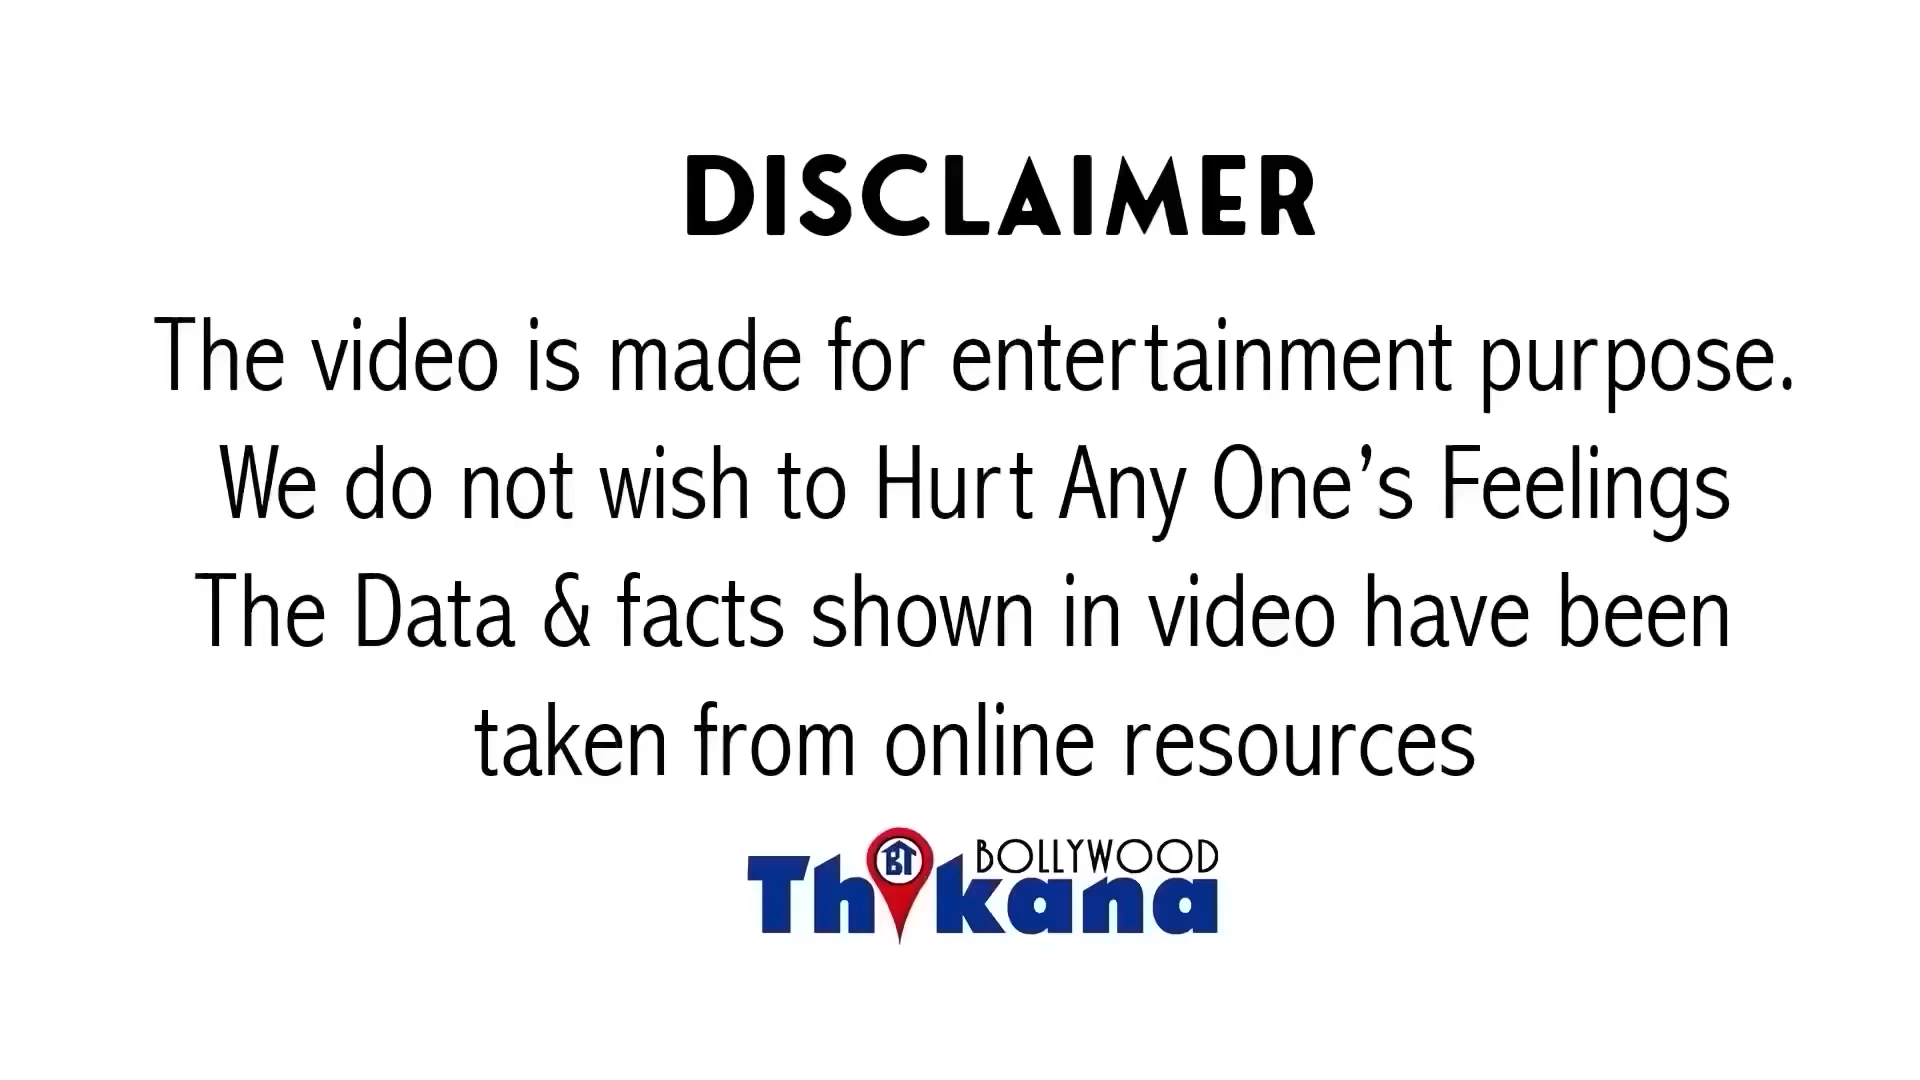 DISCLAIMER
The video is made for entertainment purpose.
We do not wish to Hurt Any One’s Feelings
The Data & facts shown in video have been
taken from online resources
BOLLYWOOD
BT
Thikana